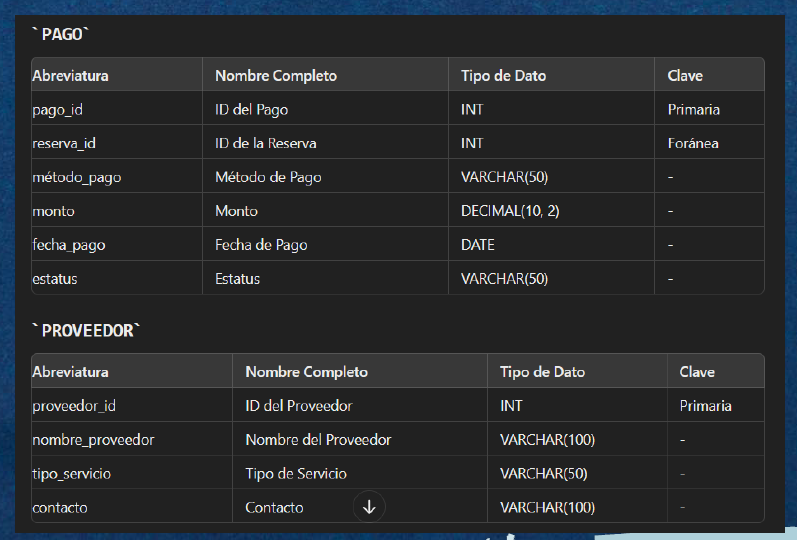 ` PAGO`
Abreviatura Nombre Completo Tipo de Dato Clave
pago_id ID del Pago INT Primaria
reserva_id ID de la Reserva INT Foránea
método_pago Método de Pago VARCHAR(50) -
monto Monto DECIMAL(10, 2) -
fecha_pago Fecha de Pago DATE -
estatus Estatus VARCHAR(50) -
` PROVEEDOR`
Abreviatura Nombre Completo Tipo de Dato Clave
proveedor_id ID del Proveedor INT Primaria
nombre_proveedor Nombre del Proveedor VARCHAR(100) -
tipo_servicio Tipo de Servicio VARCHAR(50) -
contacto Contacto VARCHAR(100) -